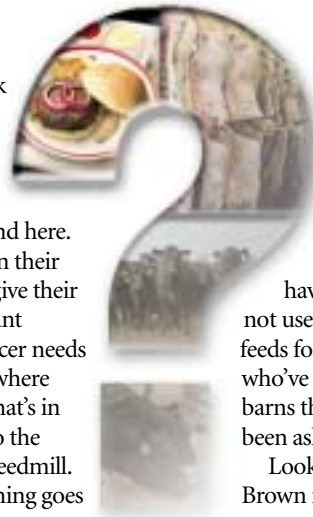 k
nd here.
n their
give their
ant
cer needs
where
hat's in
o the
eedmill.
ning goes
hav
not use
feeds fo
who've
barns th
been as
Look
Brown